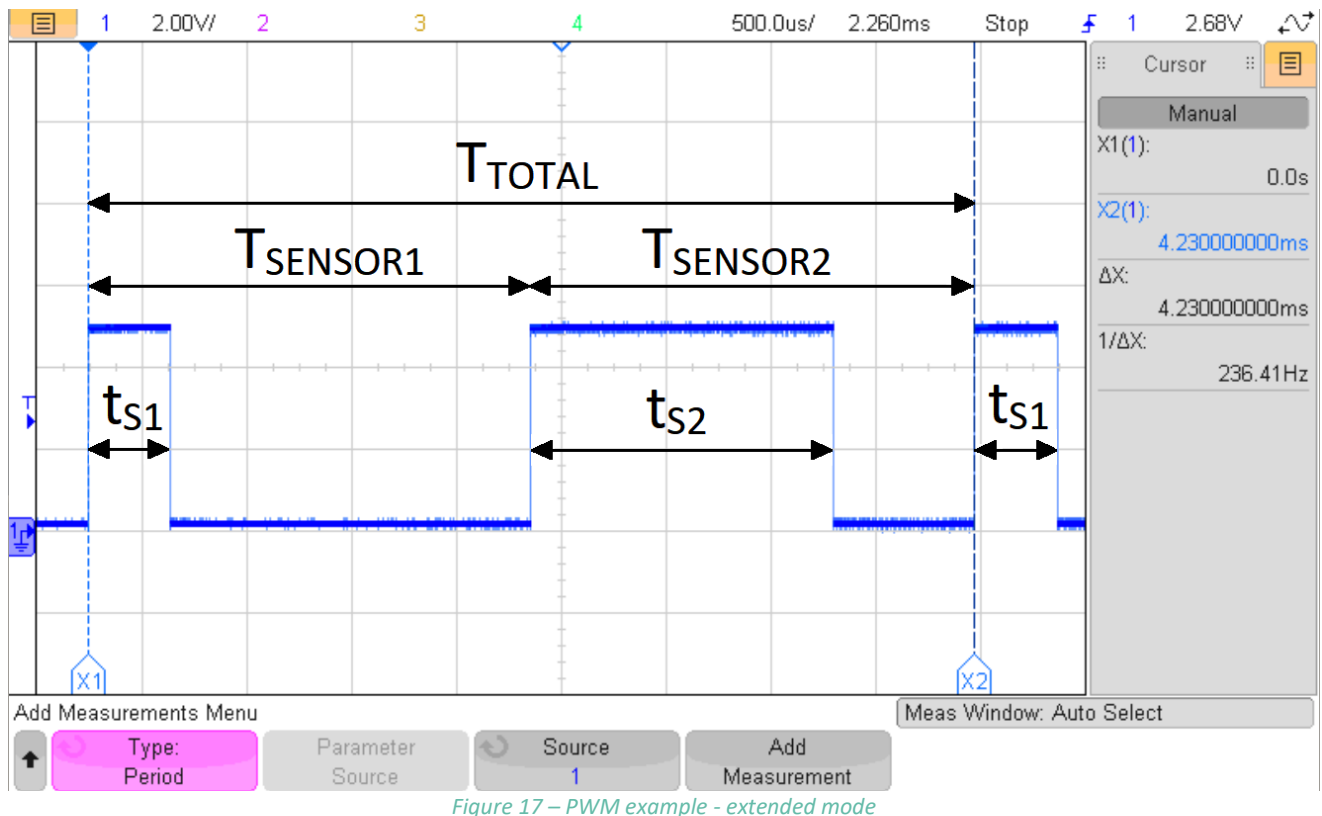 1 2.00V/ 2 3 4 500.0us/ 2.260ms Stop 1 2.68V
Cursor
Manual
X1(1):
0.0s
X2(1):
4.230000000ms
ΔX:
4.230000000ms
1/ΔX:
236.41Hz
TTOTAL
TSENSOR1 TSENSOR2
tS1 tS2 tS1
T
1
X1 X2
Add Measurements Menu Meas Window: Auto Select
Type: Parameter Source Add
Period Source 1 Measurement
Figure 17 – PWM example - extended mode